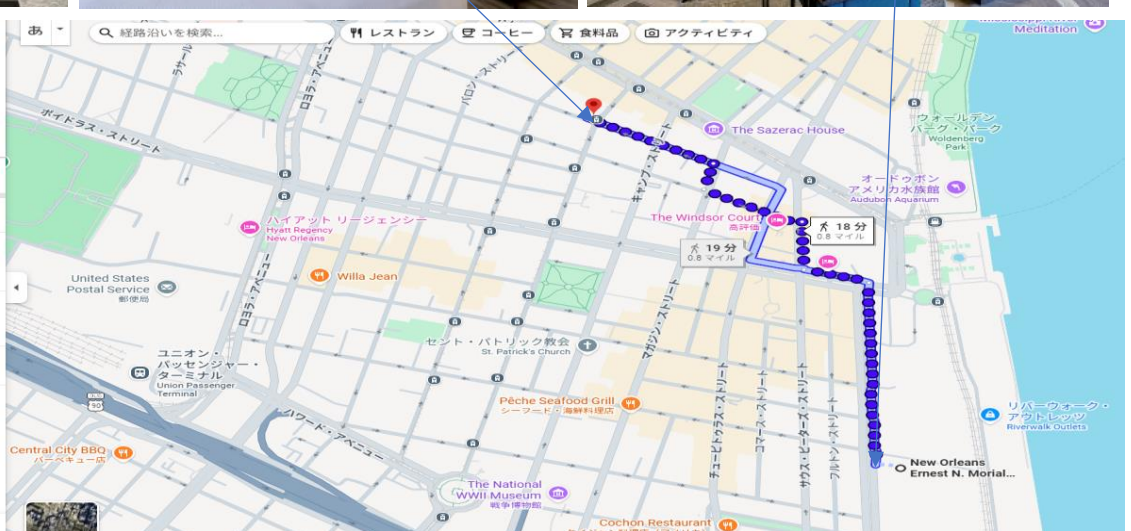 あ
経路沿いを検索...
レストラン
コーヒー
食料品
アクティビティ
Meditation
ラサール
ロヨラ・アベニュー
バロン・ストリー
ポイドラス・ストリート
The Sazerac House
ウォールデン
バーグ・パーク
Woldenberg
Park
キャンプ・ストリート
オードゥボン
アメリカ水族館
Audubon Aquarium
The Windsor Court
高評価
18 分
0.8 マイル
19 分
0.8 マイル
ハイアット リージェンシー
Hyatt Regency
New Orleans
United States
Postal Service
郵便局
Willa Jean
ロヨラ・アベニュー
マガジン・ストリート
セント・パトリック教会
St. Patrick's Church
ユニオン・
パッセンジャー・
ターミナル
Union Passenger
Terminal
90
ハワード・アベニュー
Pêche Seafood Grill
シーフード・海鮮料理店
チューピトゥラス・ストリート
コマース・ストリート
サウス・ピーターズ・ストリート
フルトン・ストリート
リバーウォーク・
アウトレッツ
Riverwalk Outlets
Central City BBQ
バーベキュー店
New Orleans
Ernest N. Morial...
The National
WWII Museum
戦争博物館
Cochon Restaurant